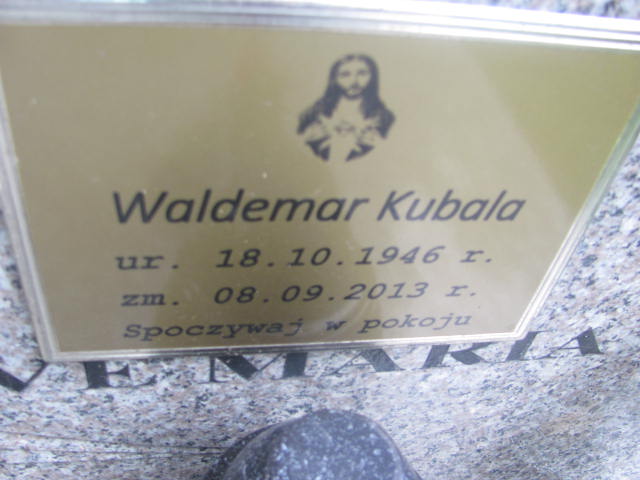 Waldemar Kubala
ur. 18.10.1946 r.
zm. 08.09.2013 r.
Spoczywaj w pokoju
VE MARIA